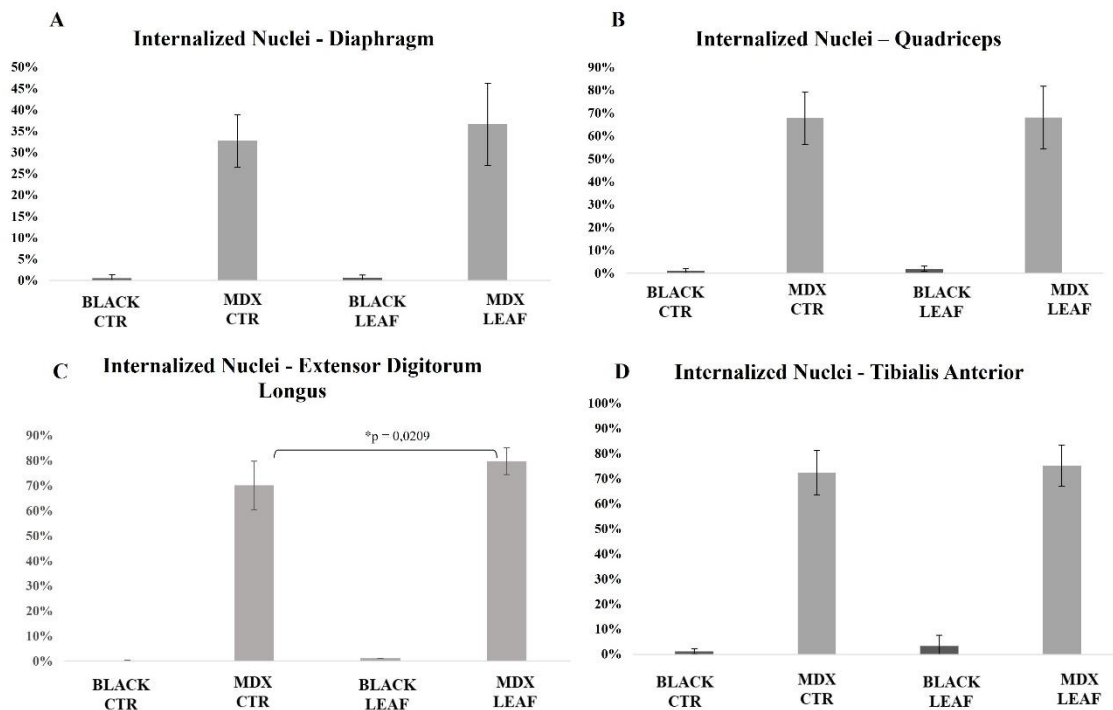 A
Internalized Nuclei - Diaphragm
50%
45%
40%
35%
30%
25%
20%
15%
10%
5%
0%
BLACK CTR
MDX CTR
BLACK LEAF
MDX LEAF
B
Internalized Nuclei – Quadriceps
90%
80%
70%
60%
50%
40%
30%
20%
10%
0%
BLACK CTR
MDX CTR
BLACK LEAF
MDX LEAF
C
Internalized Nuclei - Extensor Digitorum
Longus
*p = 0,0209
90%
80%
70%
60%
50%
40%
30%
20%
10%
0%
BLACK CTR
MDX CTR
BLACK LEAF
MDX LEAF
D
Internalized Nuclei - Tibialis Anterior
100%
90%
80%
70%
60%
50%
40%
30%
20%
10%
0%
BLACK CTR
MDX CTR
BLACK LEAF
MDX LEAF